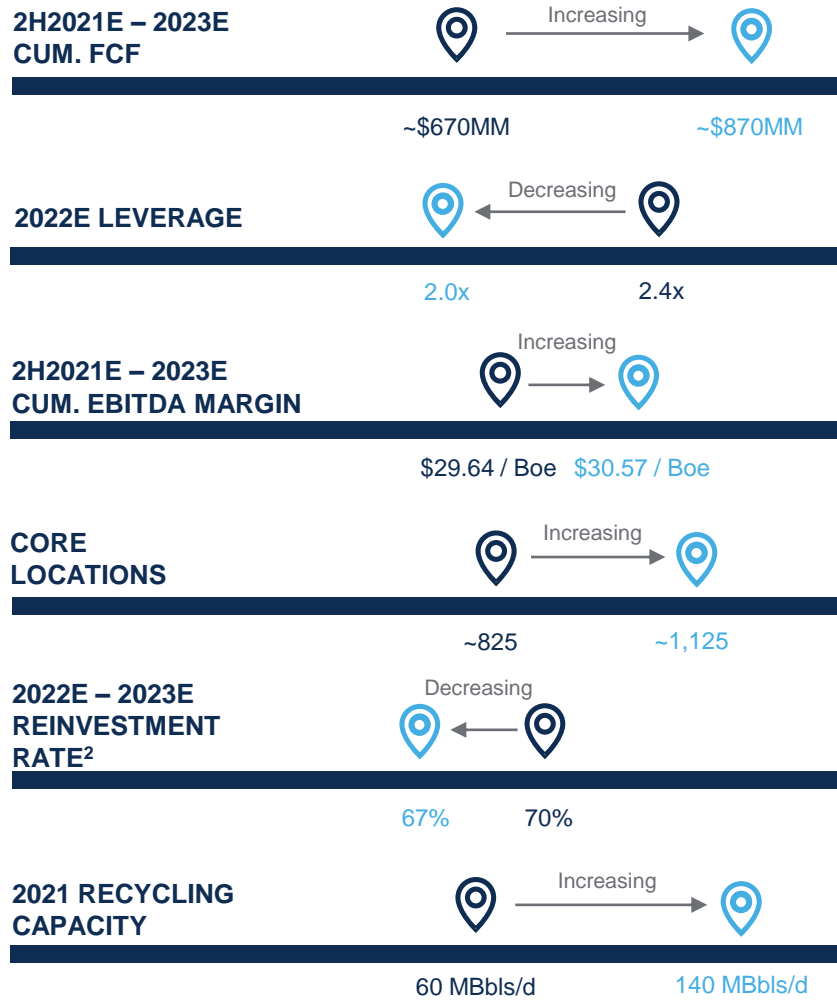 2H2021E – 2023E
CUM. FCF
Increasing
~$670MM
~$870MM
2022E LEVERAGE
Decreasing
2.0x
2.4x
2H2021E – 2023E
CUM. EBITDA MARGIN
Increasing
$29.64 / Boe
$30.57 / Boe
CORE
LOCATIONS
Increasing
~825
~1,125
2022E – 2023E
REINVESTMENT
RATE²
Decreasing
67%
70%
2021 RECYCLING
CAPACITY
Increasing
60 MBbls/d
140 MBbls/d